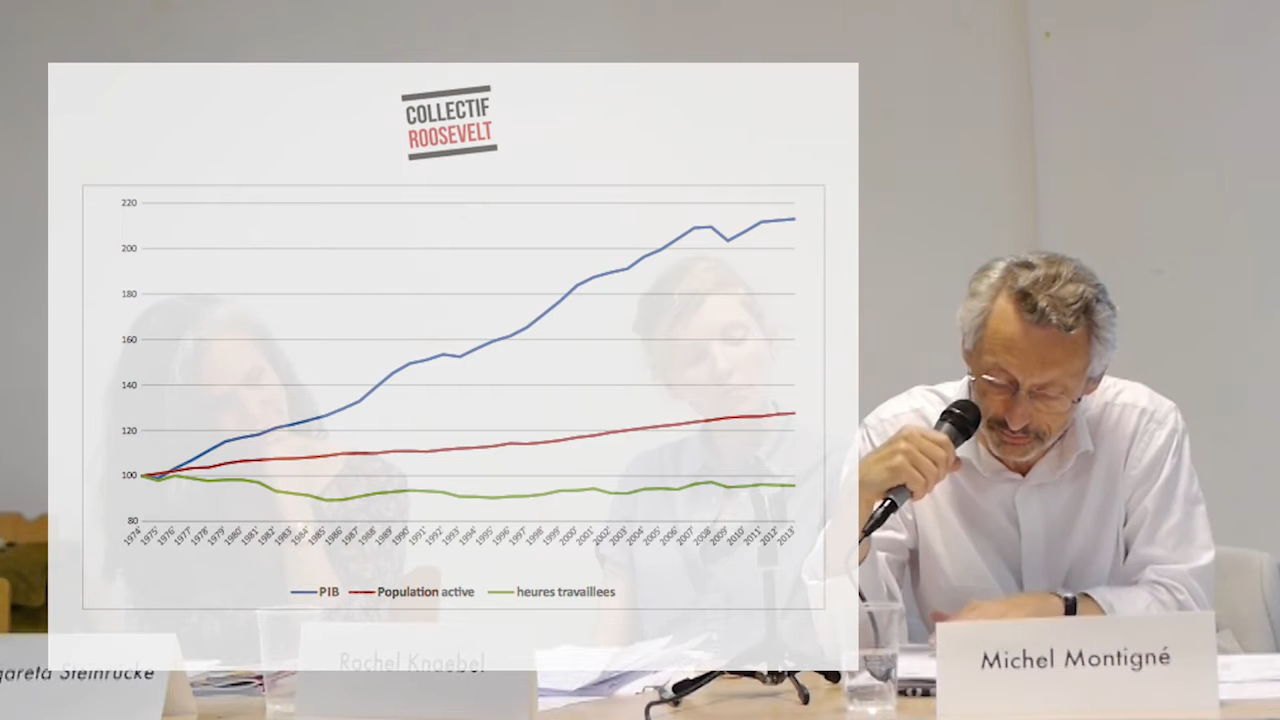 COLLECTIF
ROOSEVELT
220
200
180
160
140
120
100
80
1974 1975 1976 1977 1978 1979 1980 1981 1982 1983 1984 1985 1986 1987 1988 1989 1990 1991 1992 1993 1994 1995 1996 1997 1998 1999 2000 2001 2002 2003 2004 2005 2006 2007 2008 2009 2010 2011 2012 2013
PIB Population active heures travaillees
gareta Steinrücke
Rachel Knaebel
Michel Montigné